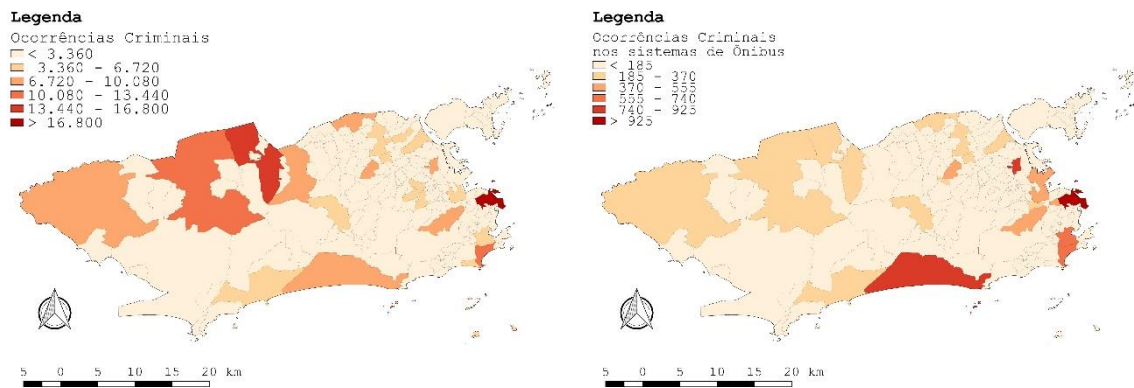 Legenda
Ocorrências Criminais
< 3.360
3.360 - 6.720
6.720 - 10.080
10.080 - 13.440
13.440 - 16.800
> 16.800
5 0 5 10 15 20 km
Legenda
Ocorrências Criminais
nos sistemas de Ônibus
< 185
185 - 370
370 - 555
555 - 740
740 - 925
> 925
5 0 5 10 15 20 km